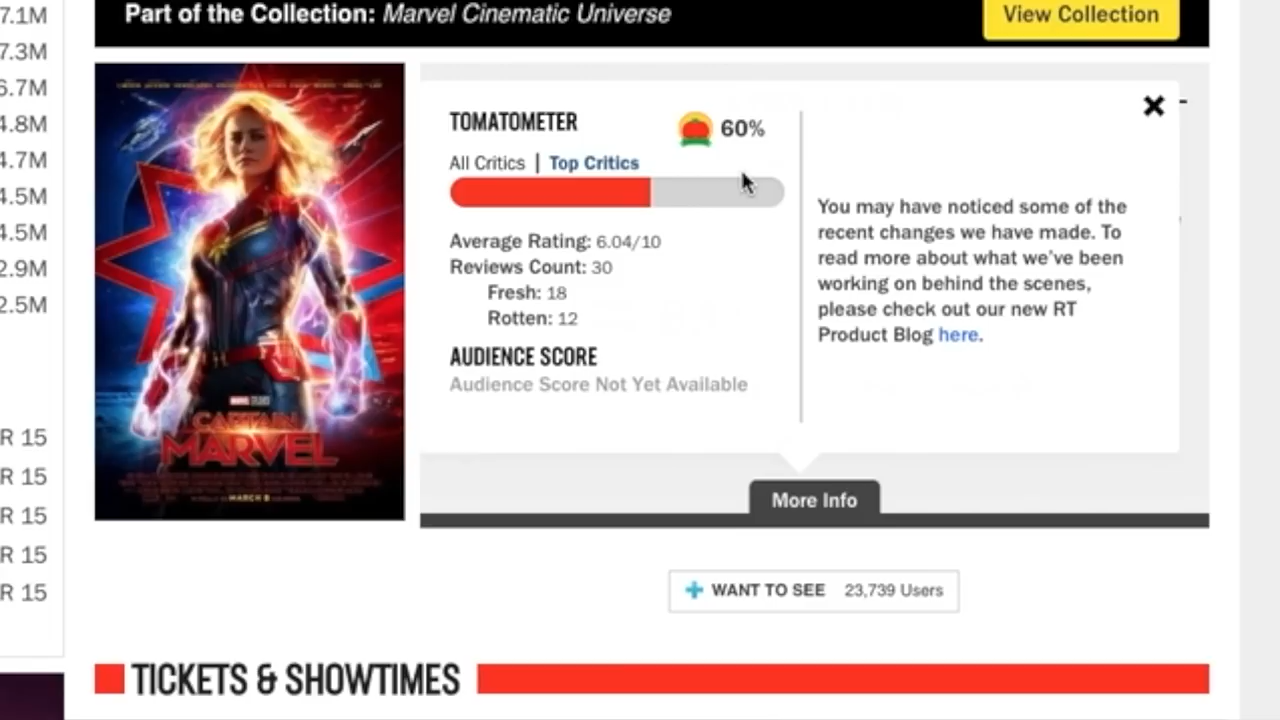 7.1M
7.3M
6.7M
4.8M
4.7M
4.5M
4.5M
2.9M
2.5M
R 15
R 15
R 15
R 15
R 15
Part of the Collection: Marvel Cinematic Universe
View Collection
MARVEL STUDIOS
CAPTAIN
MARVEL
MARCH 8
TOMATOMETER
60%
All Critics | Top Critics
Average Rating: 6.04/10
Reviews Count: 30
Fresh: 18
Rotten: 12
AUDIENCE SCORE
Audience Score Not Yet Available
You may have noticed some of the
recent changes we have made. To
read more about what we've been
working on behind the scenes,
please check out our new RT
Product Blog here.
More Info
WANT TO SEE 23,739 Users
TICKETS & SHOWTIMES